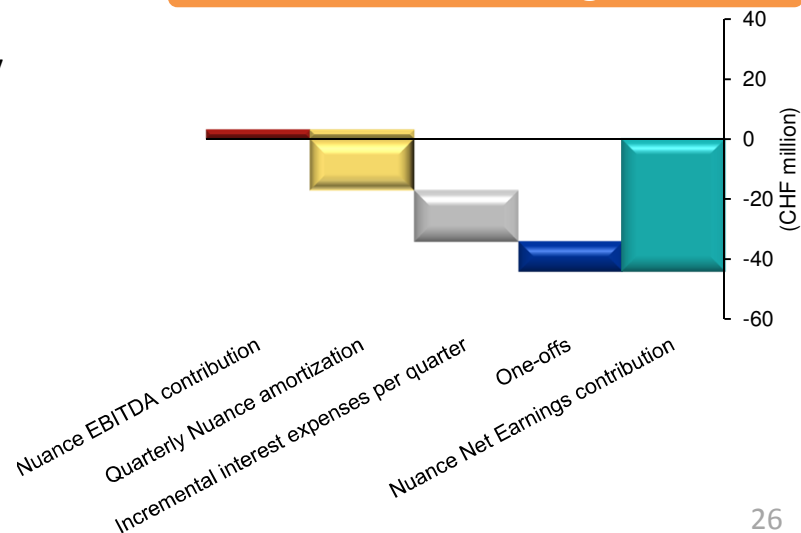 40
20
0
-20
-40
-60
(CHF million)
Nuance EBITDA contribution
Quarterly Nuance amortization
Incremental interest expenses per quarter
One-offs
Nuance Net Earnings contribution
26